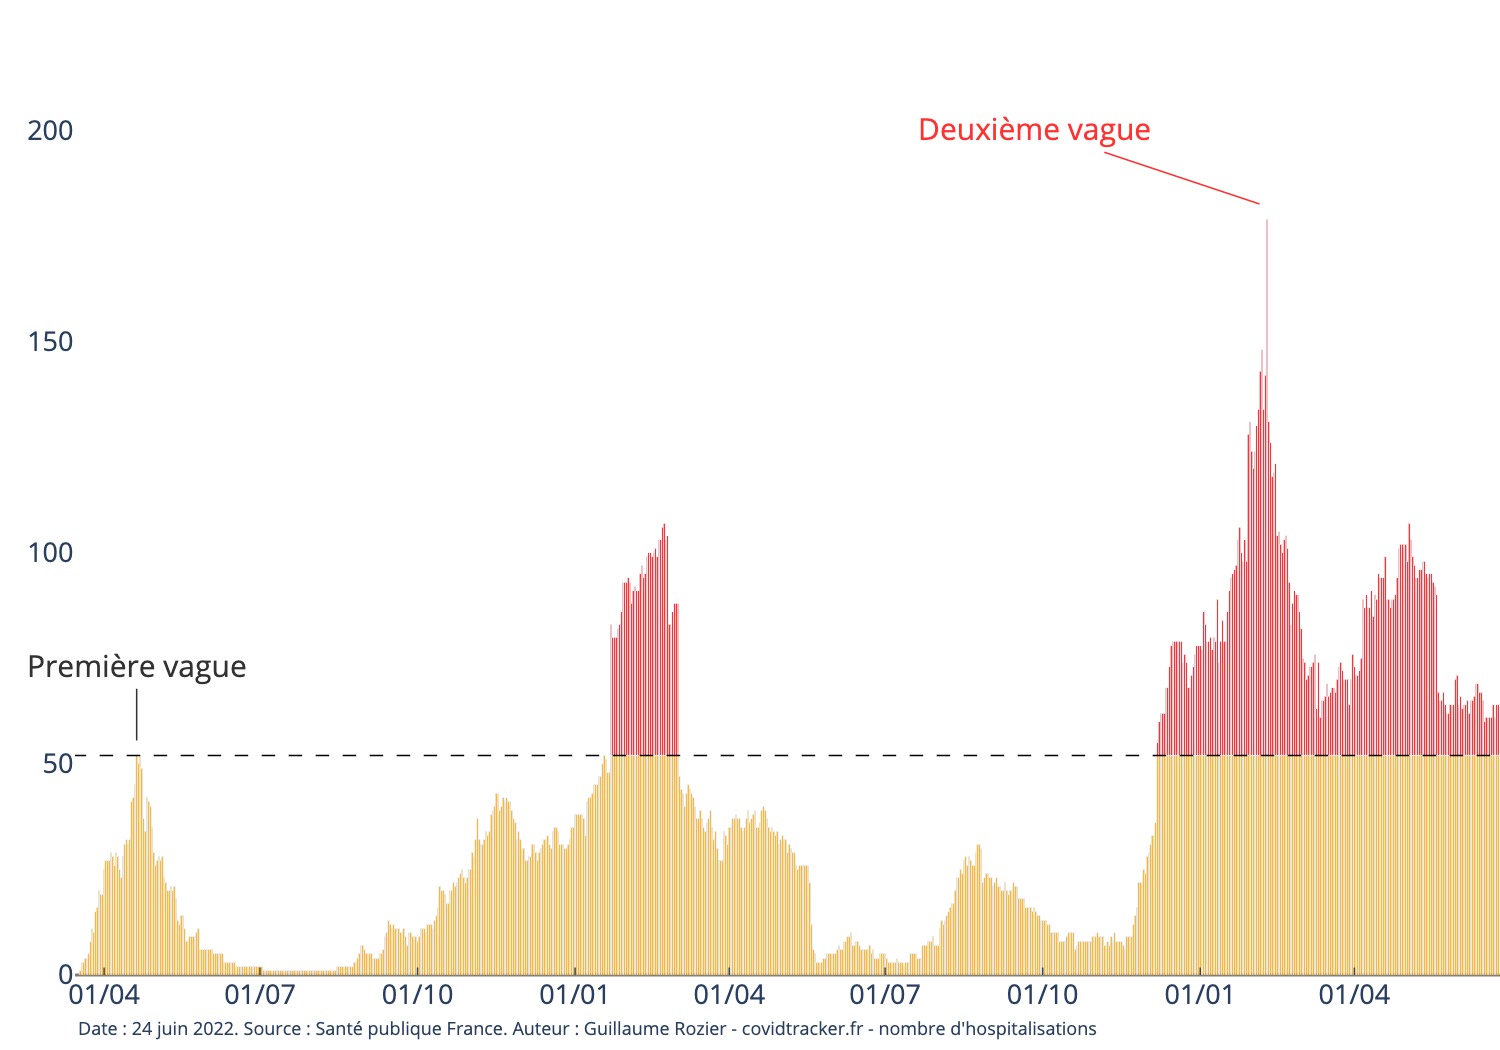 200
Deuxième vague
150
100
Première vague
50
0
01/04 01/07 01/10 01/01 01/04 01/07 01/10 01/01 01/04
Date : 24 juin 2022. Source : Santé publique France. Auteur : Guillaume Rozier - covidtracker.fr - nombre d'hospitalisations